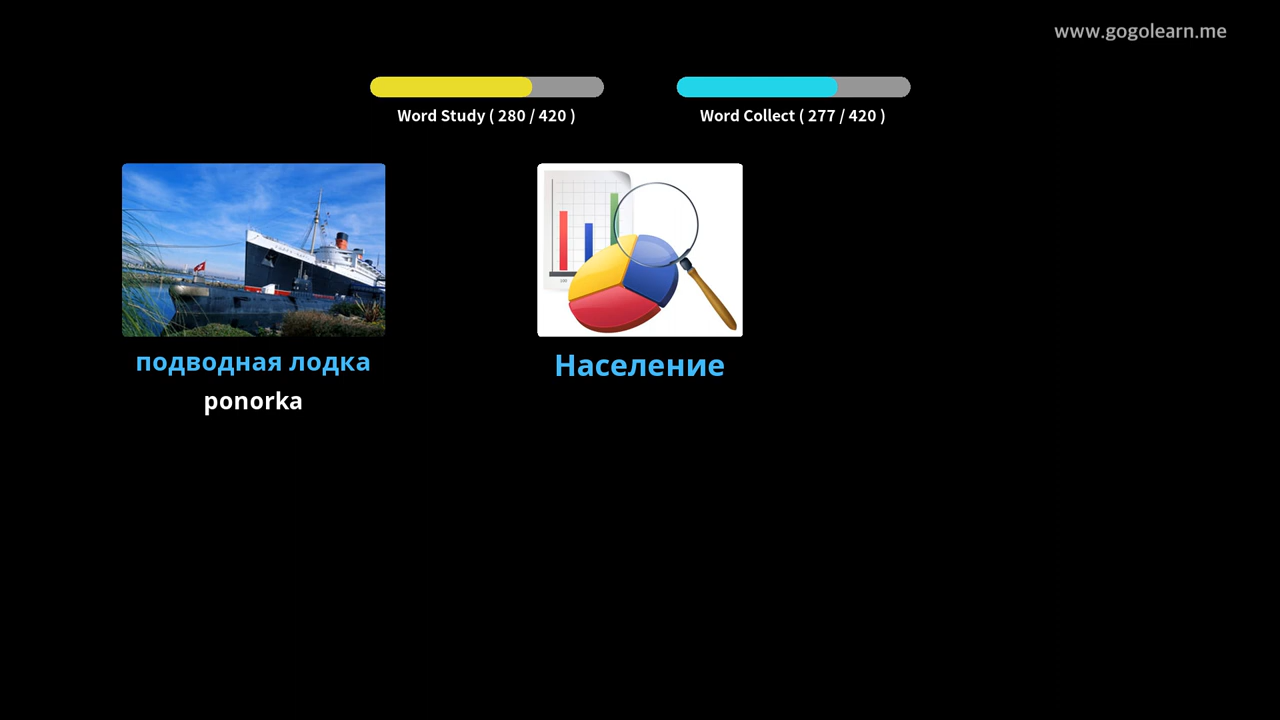 www.gogolearn.me
Word Study ( 280 / 420 )
Word Collect ( 277 / 420 )
подводная лодка
ponorka
Население